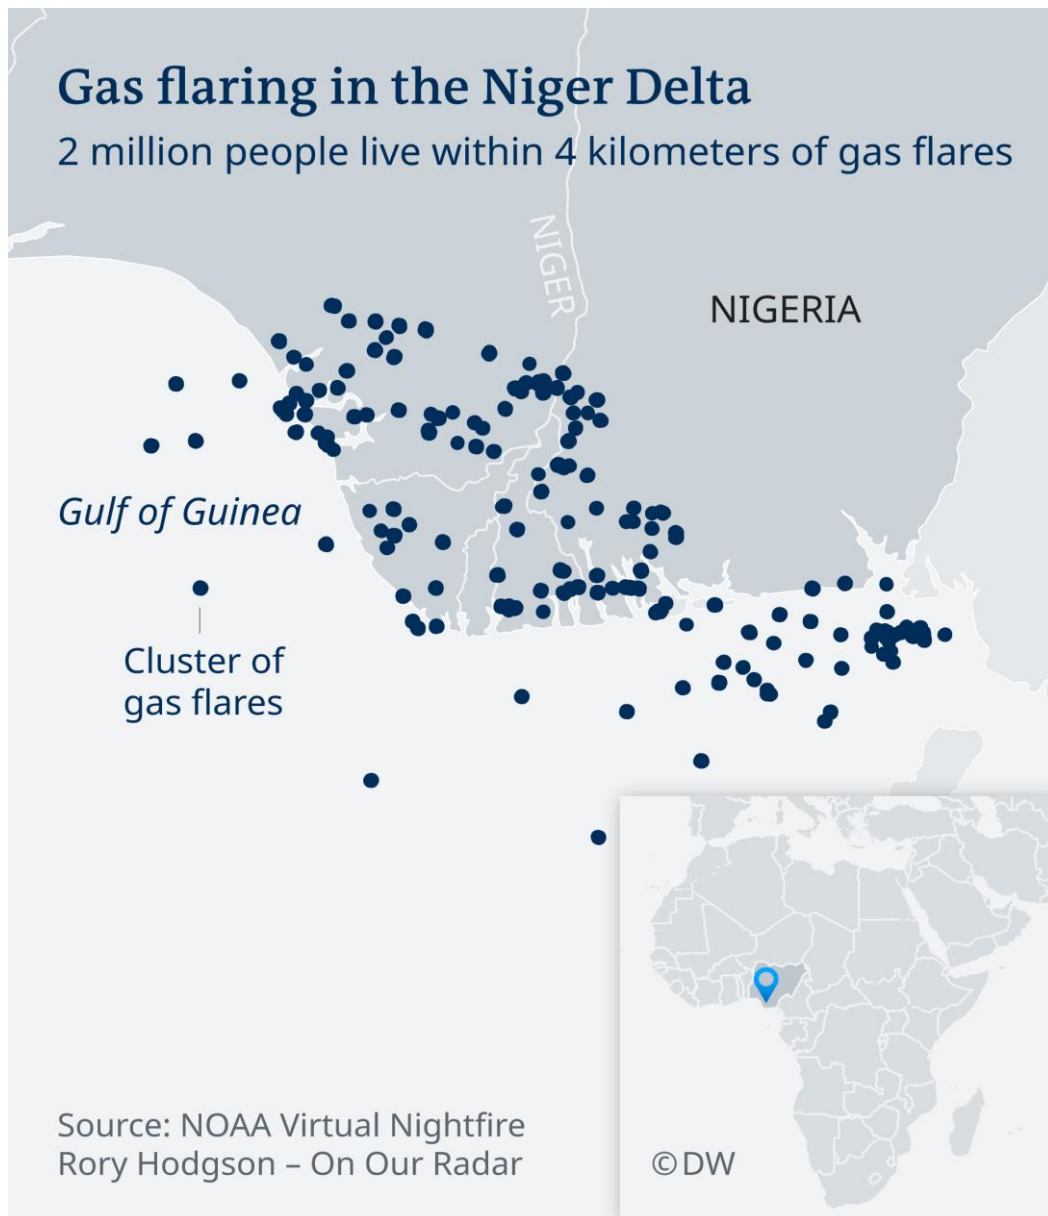 Gas flaring in the Niger Delta
2 million people live within 4 kilometers of gas flares
NIGER
NIGERIA
Gulf of Guinea
Cluster of
gas flares
Source: NOAA Virtual Nightfire
Rory Hodgson – On Our Radar
©DW